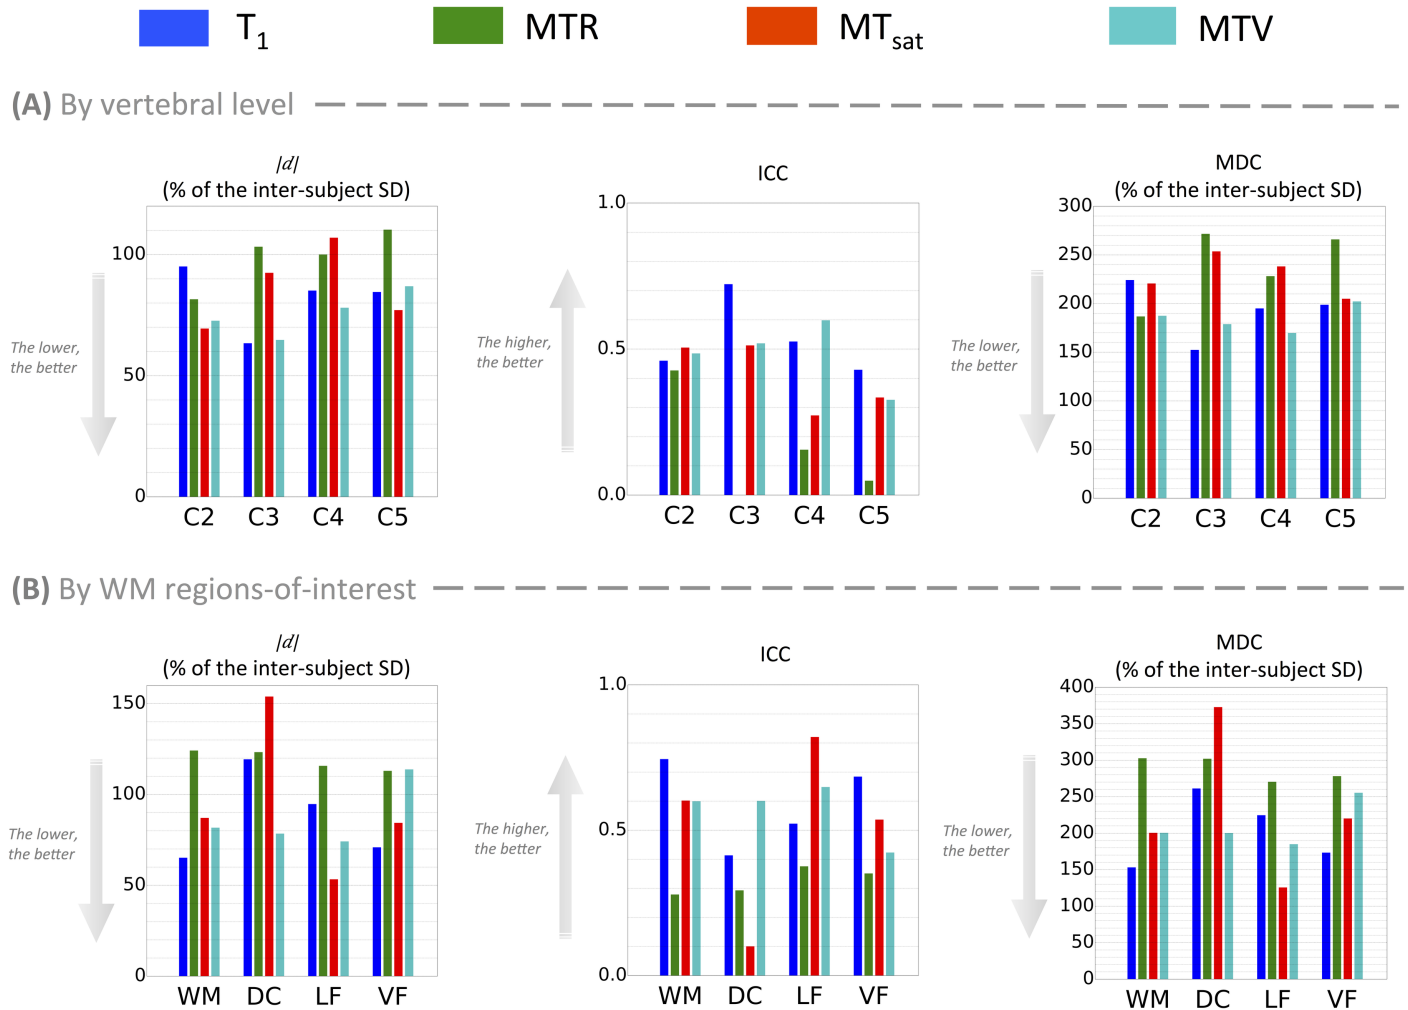 T1 MTR MTsat MTV
(A) By vertebral level
|d|
(% of the inter-subject SD)
100
50
0
C2 C3 C4 C5
The lower,
the better
ICC
1.0
0.5
0.0
C2 C3 C4 C5
The higher,
the better
MDC
(% of the inter-subject SD)
300
250
200
150
100
50
0
C2 C3 C4 C5
The lower,
the better
(B) By WM regions-of-interest
|d|
(% of the inter-subject SD)
150
100
50
0
WM DC LF VF
The lower,
the better
ICC
1.0
0.5
0.0
WM DC LF VF
The higher,
the better
MDC
(% of the inter-subject SD)
400
350
300
250
200
150
100
50
0
WM DC LF VF
The lower,
the better